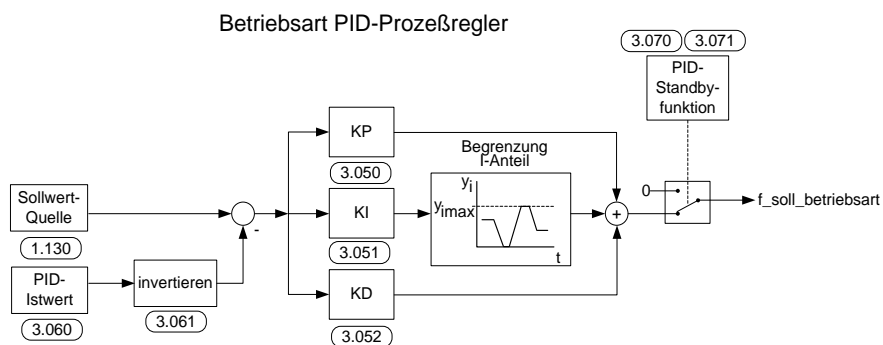 Betriebsart PID-Prozeßregler
3.070
3.071
PID-
Standby-
funktion
KP
3.050
Begrenzung
I-Anteil
yi
yimax
t
Sollwert-
Quelle
1.130
-
KI
3.051
+
0
f_soll_betriebsart
PID-
Istwert
3.060
invertieren
3.061
KD
3.052